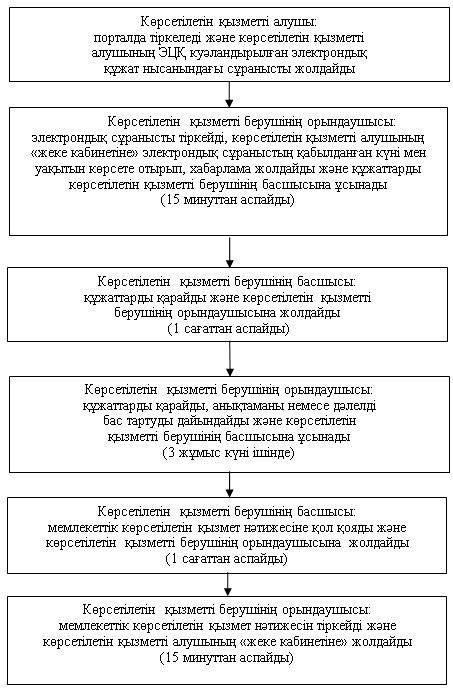 Көрсетілетін қызметті алушы:
порталда тіркеледі және көрсетілетін қызметті
алушының ЭЦҚ куәландырылған электрондық
құжат нысанындағы сұранысты жолдайды
Көрсетілетін қызметті берушінің орындаушысы:
электрондық сұранысты тіркейді, көрсетілетін қызметті алушының
«жеке кабинетіне» электрондық сұраныстың қабылданған күні мен
уақытын көрсете отырып, хабарлама жолдайды және құжаттарды
көрсетілетін қызметті берушінің басшысына ұсынады
(15 минуттан аспайды)
Көрсетілетін қызметті берушінің басшысы:
құжаттарды қарайды және көрсетілетін қызметті
берушінің орындаушысына жолдайды
(1 сағаттан аспайды)
Көрсетілетін қызметті берушінің орындаушысы:
құжаттарды қарайды, анықтаманы немесе дәлелді
бас тартуды дайындайды және көрсетілетін
қызметті берушінің басшысына ұсынады
(3 жұмыс күні ішінде)
Көрсетілетін қызметті берушінің басшысы:
мемлекеттік көрсетілетін қызмет нәтижесіне қол қояды және
көрсетілетін қызметті берушінің орындаушысына жолдайды
(1 сағаттан аспайды)
Көрсетілетін қызметті берушінің орындаушысы:
мемлекеттік көрсетілетін қызмет нәтижесін тіркейді және
көрсетілетін қызметті алушының «жеке кабинетіне» жолдайды
(15 минуттан аспайды)